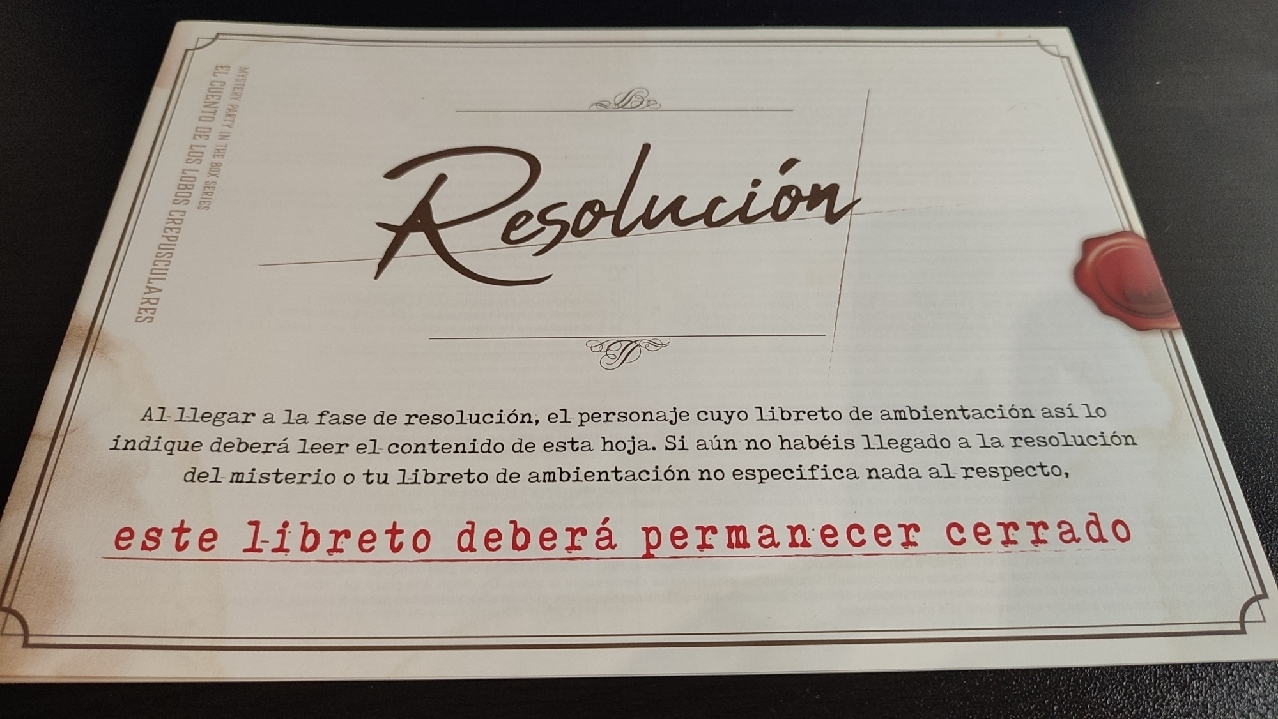 MYSTERY PARTY IN THE BOX SERIES
EL CUENTO DE LOS LOBOS CREPUSCULARES
Resolución
Al llegar a la fase de resolución, el personaje cuyo libreto de ambientación así lo
indique deberá leer el contenido de esta hoja. Si aún no habéis llegado a la resolución
del misterio o tu libreto de ambientación no especifica nada al respecto,
este libreto deberá permanecer cerrado